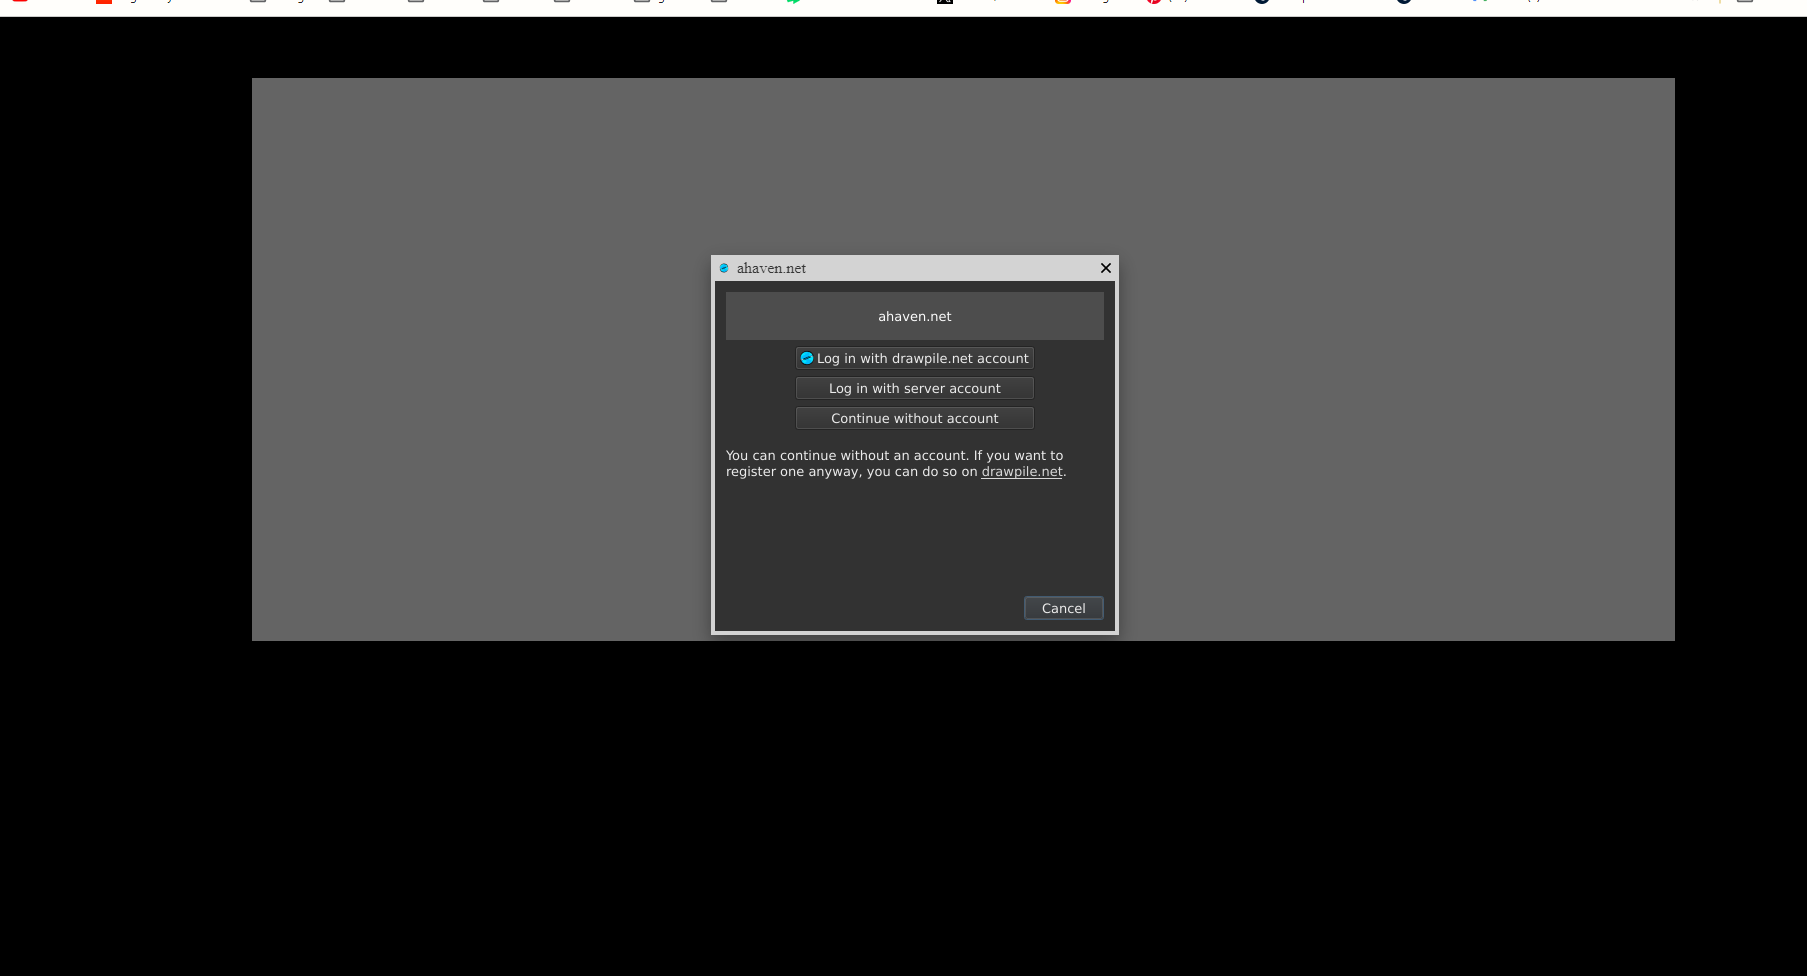 ahaven.net
ahaven.net
Log in with drawpile.net account
Log in with server account
Continue without account
You can continue without an account. If you want to
register one anyway, you can do so on drawpile.net.
Cancel